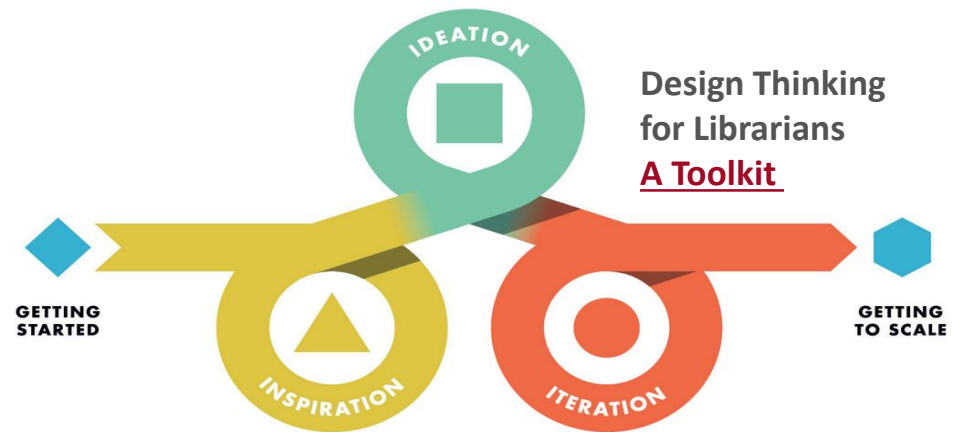 IDEATION
Design Thinking
for Librarians
A Toolkit
GETTING
STARTED
GETTING
TO SCALE
INSPIRATION
ITERATION